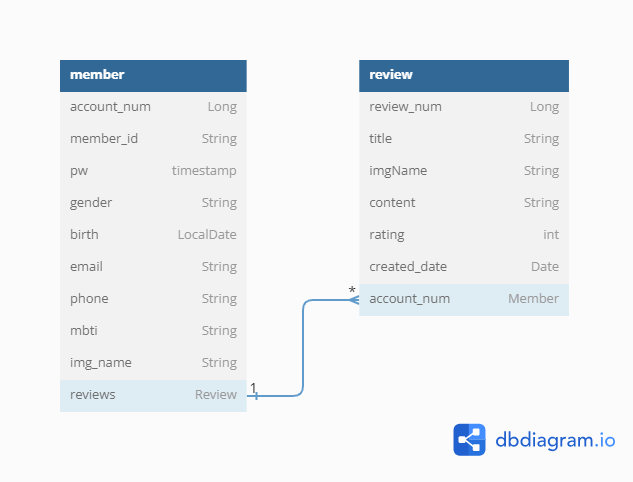 member
account_num Long
member_id String
pw timestamp
gender String
birth LocalDate
email String
phone String
mbti String
img_name String
reviews Review
1
*
review
review_num Long
title String
imgName String
content String
rating int
created_date Date
account_num Member
dbdiagram.io